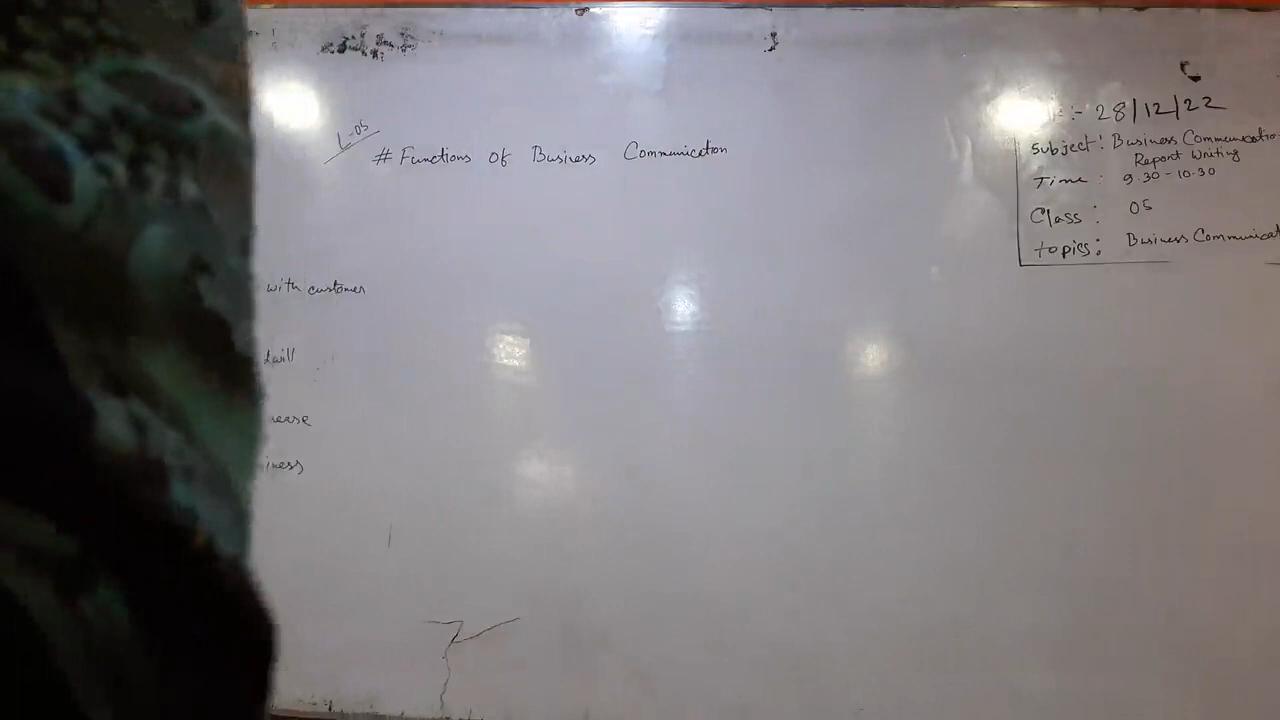 L-05
# Functions of Business Communication
with customer
:- 28/12/22
Subject: Business Communication
Report Writing
Time : 9.30 - 10.30
Class : 05
topics: Business Communicat